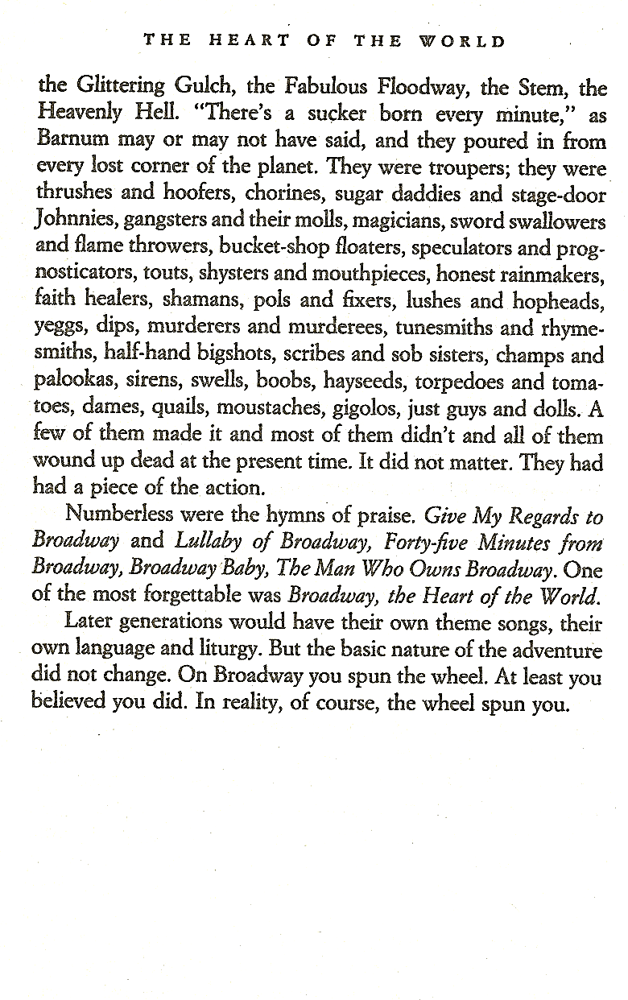 THE HEART OF THE WORLD
the Glittering Gulch, the Fabulous Floodway, the Stem, the
Heavenly Hell. “There’s a sucker born every minute,” as
Barnum may or may not have said, and they poured in from
every lost corner of the planet. They were troupers; they were
thrushes and hoofers, chorines, sugar daddies and stage-door
Johnnies, gangsters and their molls, magicians, sword swallowers
and flame throwers, bucket-shop floaters, speculators and prog-
nosticators, touts, shysters and mouthpieces, honest rainmakers,
faith healers, shamans, pols and fixers, lushes and hopheads,
yeggs, dips, murderers and murderees, tunesmiths and rhyme-
smiths, half-hand bigshots, scribes and sob sisters, champs and
palookas, sirens, swells, boobs, hayseeds, torpedoes and toma-
toes, dames, quails, moustaches, gigolos, just guys and dolls. A
few of them made it and most of them didn’t and all of them
wound up dead at the present time. It did not matter. They had
had a piece of the action.
Numberless were the hymns of praise. Give My Regards to
Broadway and Lullaby of Broadway, Forty-five Minutes from
Broadway, Broadway Baby, The Man Who Owns Broadway. One
of the most forgettable was Broadway, the Heart of the World.
Later generations would have their own theme songs, their
own language and liturgy. But the basic nature of the adventure
did not change. On Broadway you spun the wheel. At least you
believed you did. In reality, of course, the wheel spun you.